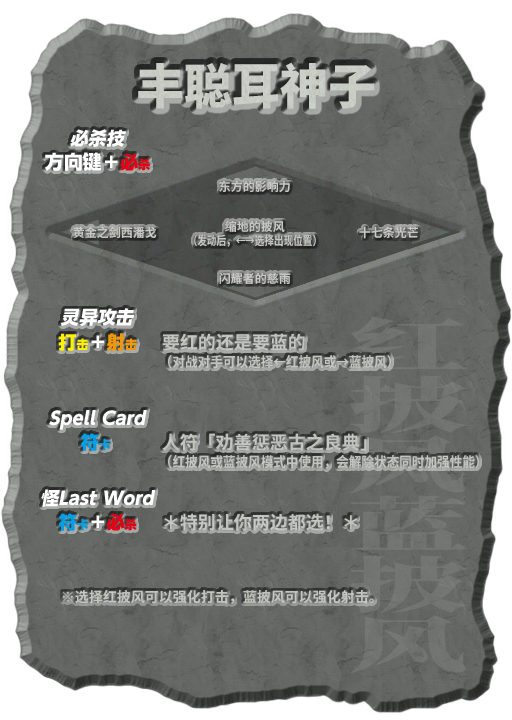 丰聪耳神子
必杀技
方向键＋必杀
东方的影响力
黄金之剑西潘戈
缩地的披风
（发动后，←→选择出现位置）
十七条光芒
闪耀者的慈雨
灵异攻击
打击＋射击
要红的还是要蓝的
（对战对手可以选择←红披风或→蓝披风）
Spell Card
符卡
人符「劝善惩恶古之良典」
（红披风或蓝披风模式中使用，会解除状态同时加强性能）
怪Last Word
符卡＋必杀
＊特别让你两边都选！＊
※选择红披风可以强化打击，蓝披风可以强化射击。
红披风蓝披风